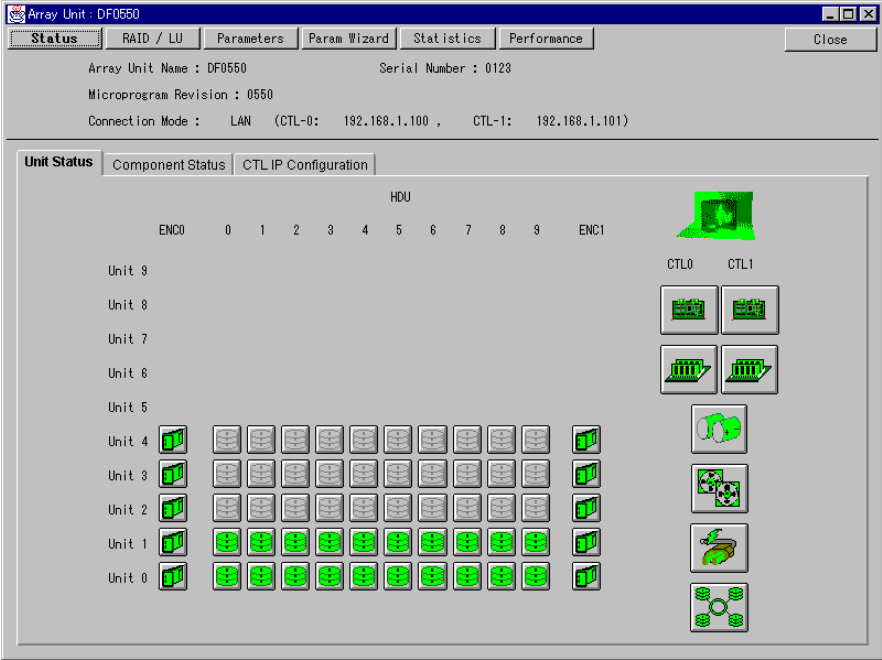 Array Unit : DF0550
Status RAID / LU Parameters Param Wizard Statistics Performance Close
Array Unit Name : DF0550 Serial Number : 0123
Microprogram Revision : 0550
Connection Mode : LAN (CTL-0: 192.168.1.100 , CTL-1: 192.168.1.101)
Unit Status Component Status CTL IP Configuration
HDU
ENC0 0 1 2 3 4 5 6 7 8 9 ENC1
CTL0 CTL1
Unit 9
Unit 8
Unit 7
Unit 6
Unit 5
Unit 4
Unit 3
Unit 2
Unit 1
Unit 0